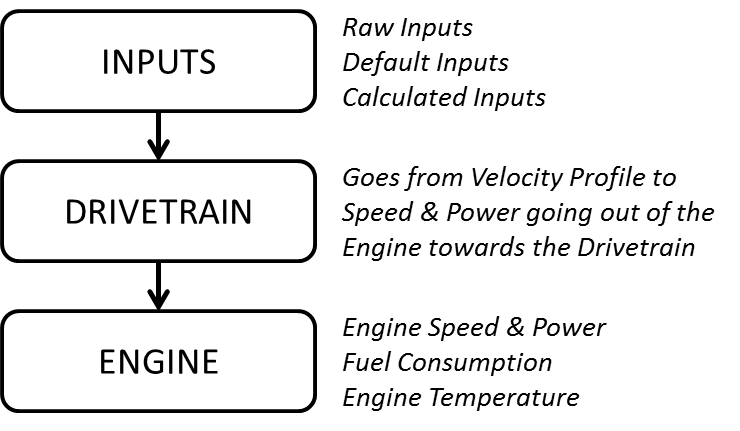 INPUTS
Raw Inputs
Default Inputs
Calculated Inputs
DRIVETRAIN
Goes from Velocity Profile to
Speed & Power going out of the
Engine towards the Drivetrain
ENGINE
Engine Speed & Power
Fuel Consumption
Engine Temperature